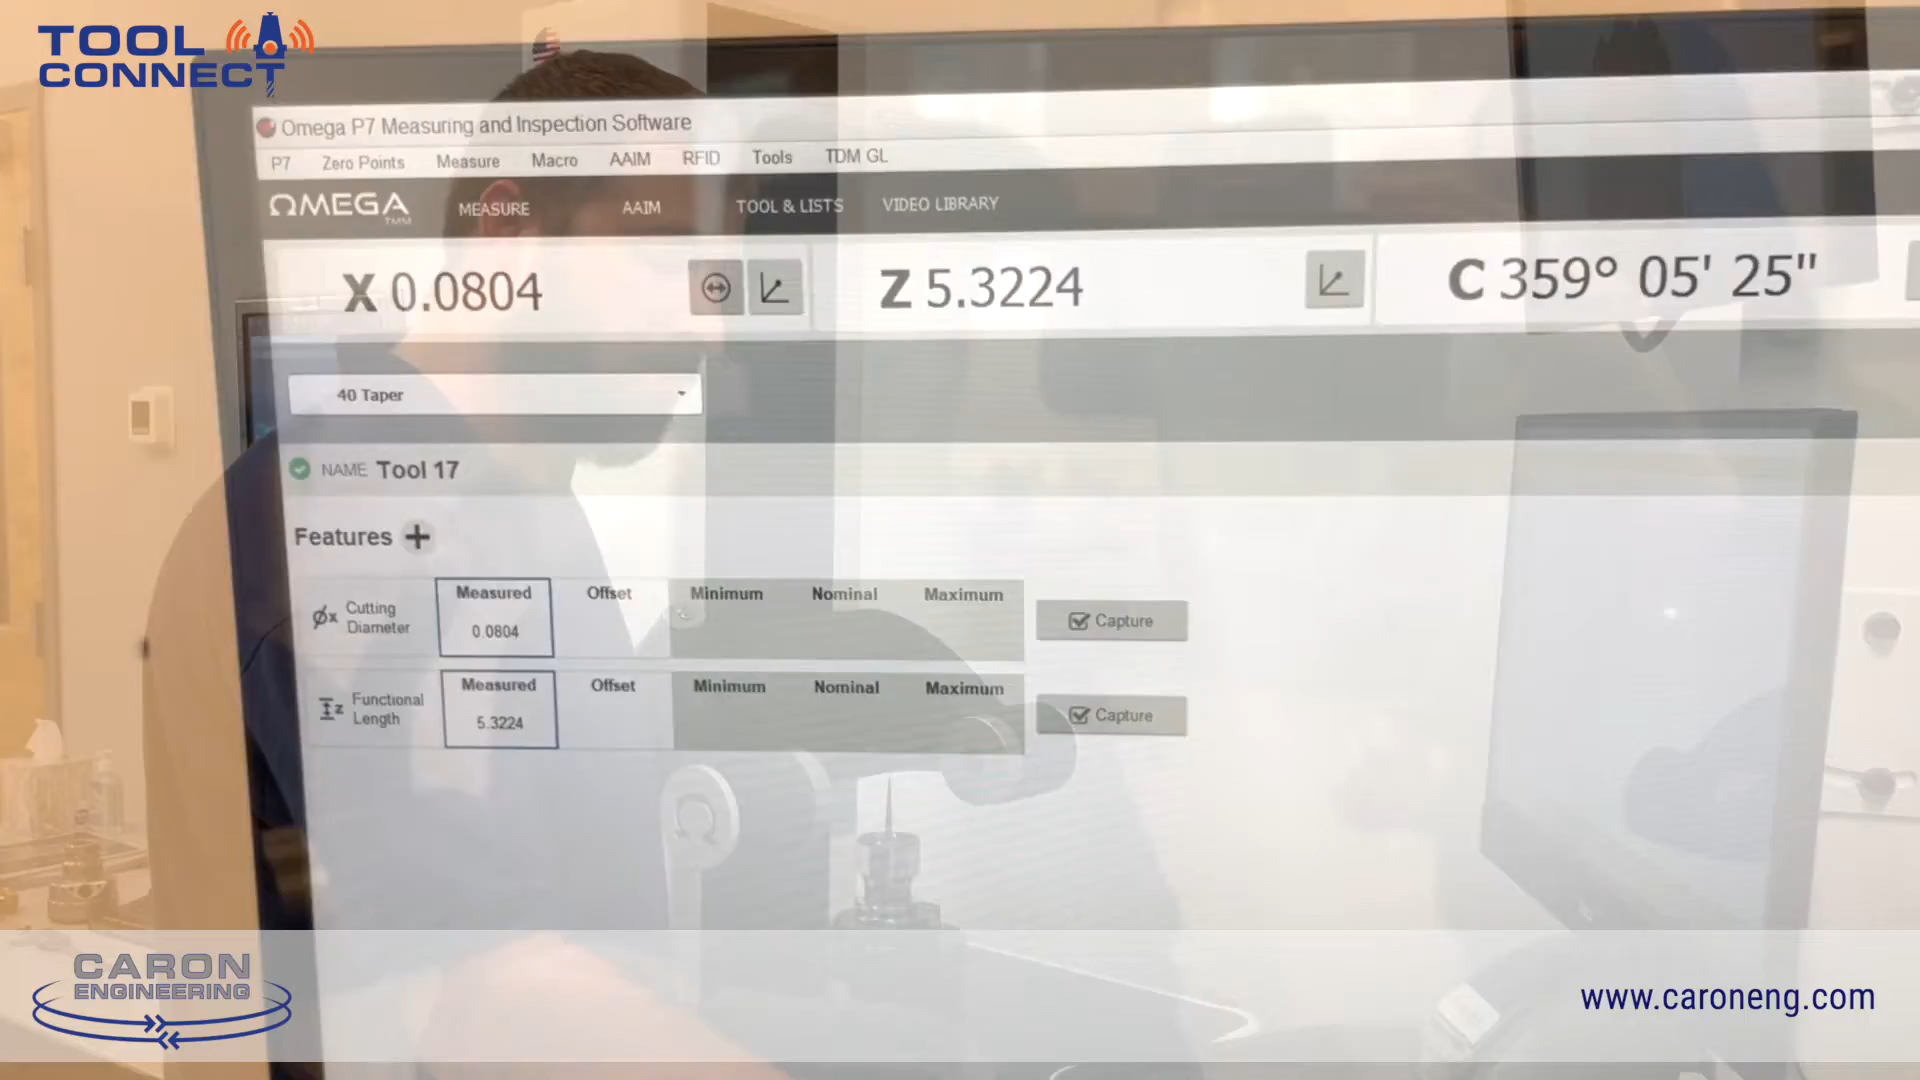 TOOL
CONNECT
Omega P7 Measuring and Inspection Software
P7 Zero Points Measure Macro AAIM RFID Tools TDM GL
ΩMEGA TMM MEASURE AAIM TOOL & LISTS VIDEO LIBRARY
X 0.0804 Z 5.3224 C 359° 05' 25"
40 Taper
NAME Tool 17
Features +
Cutting Diameter Measured 0.0804 Offset Minimum Nominal Maximum Capture
Functional Length Measured 5.3224 Offset Minimum Nominal Maximum Capture
CARON
ENGINEERING
www.caroneng.com